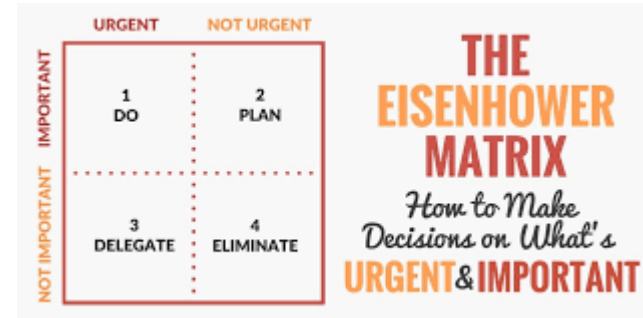 URGENT NOT URGENT
IMPORTANT
1 2
DO PLAN
NOT IMPORTANT
3 4
DELEGATE ELIMINATE
THE
EISENHOWER
MATRIX
How to Make
Decisions on What's
URGENT&IMPORTANT